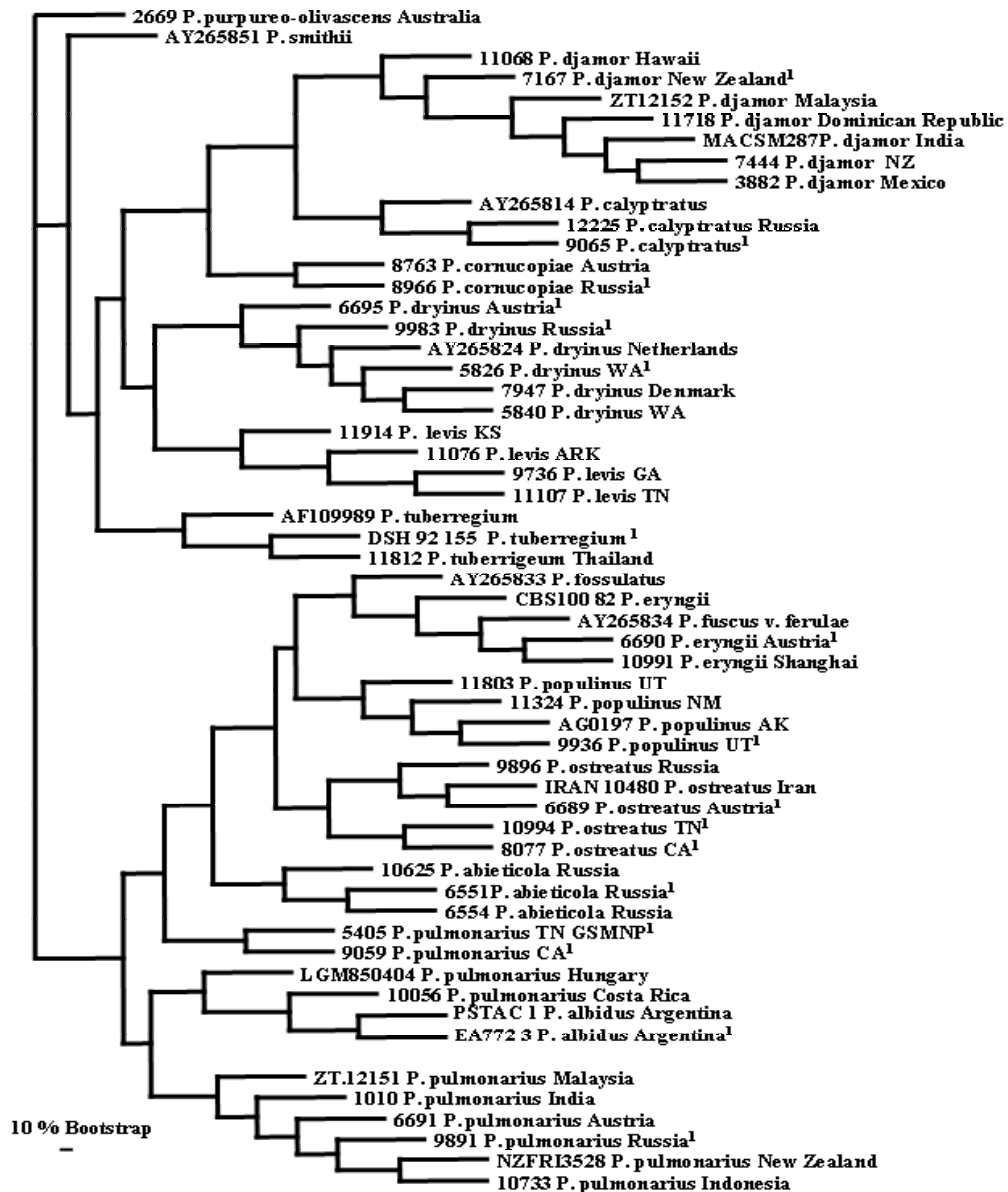 2669 P. purpureo-olivascens Australia
AY265851 P. smithii
11068 P. djamor Hawaii
7167 P. djamor New Zealand¹
ZT12152 P. djamor Malaysia
11718 P. djamor Dominican Republic
MACSM287P. djamor India
7444 P. djamor NZ
3882 P. djamor Mexico
AY265814 P. calyptratus
12225 P. calyptratus Russia
9065 P. calyptratus¹
8763 P. cornucopiae Austria
8966 P. cornucopiae Russia¹
6695 P. dryinus Austria¹
9983 P. dryinus Russia¹
AY265824 P. dryinus Netherlands
5826 P. dryinus WA¹
7947 P. dryinus Denmark
5840 P. dryinus WA
11914 P. levis KS
11076 P. levis ARK
9736 P. levis GA
11107 P. levis TN
AF109989 P. tuberregium
DSH 92 155 P. tuberregium¹
11812 P. tuberrigeum Thailand
AY265833 P. fossulatus
CBS100 82 P. eryngii
AY265834 P. fuscus v. ferulae
6690 P. eryngii Austria¹
10991 P. eryngii Shanghai
11803 P. populinus UT
11324 P. populinus NM
AG0197 P. populinus AK
9936 P. populinus UT¹
9896 P. ostreatus Russia
IRAN 10480 P. ostreatus Iran
6689 P. ostreatus Austria¹
10994 P. ostreatus TN¹
8077 P. ostreatus CA¹
10625 P. abieticola Russia
6551P. abieticola Russia¹
6554 P. abieticola Russia
5405 P. pulmonarius TN GSMNP¹
9059 P. pulmonarius CA¹
LGM850404 P. pulmonarius Hungary
10056 P. pulmonarius Costa Rica
PSTAC 1 P. albidus Argentina
EA772 3 P. albidus Argentina¹
ZT.12151 P. pulmonarius Malaysia
1010 P. pulmonarius India
6691 P. pulmonarius Austria
10 % Bootstrap
9891 P. pulmonarius Russia¹
NZFRI3528 P. pulmonarius New Zealand
10733 P. pulmonarius Indonesia